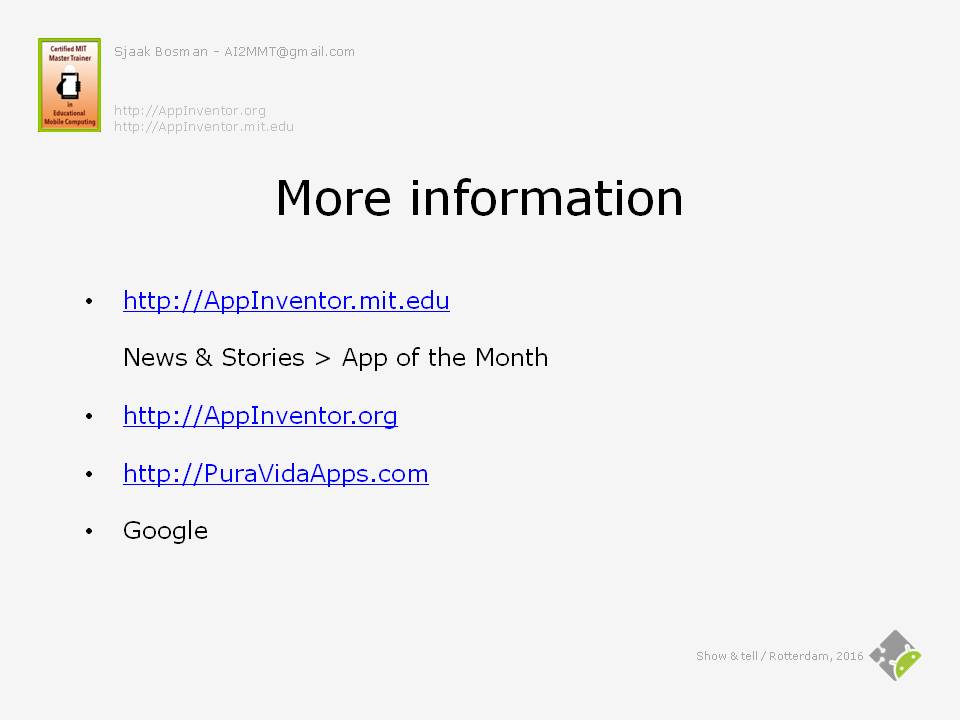 Certified MIT
Master Trainer
in
Educational
Mobile Computing
Sjaak Bosman - AI2MMT@gmail.com
http://AppInventor.org
http://AppInventor.mit.edu
More information
• http://AppInventor.mit.edu
News & Stories > App of the Month
• http://AppInventor.org
• http://PuraVidaApps.com
• Google
Show & tell / Rotterdam, 2016